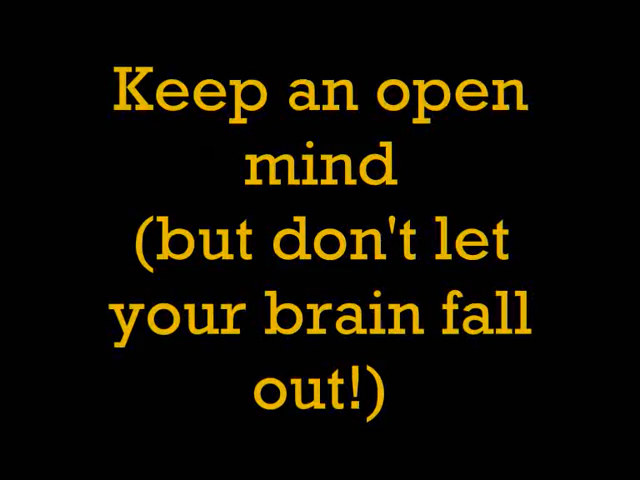 Keep an open
mind
(but don't let
your brain fall
out!)